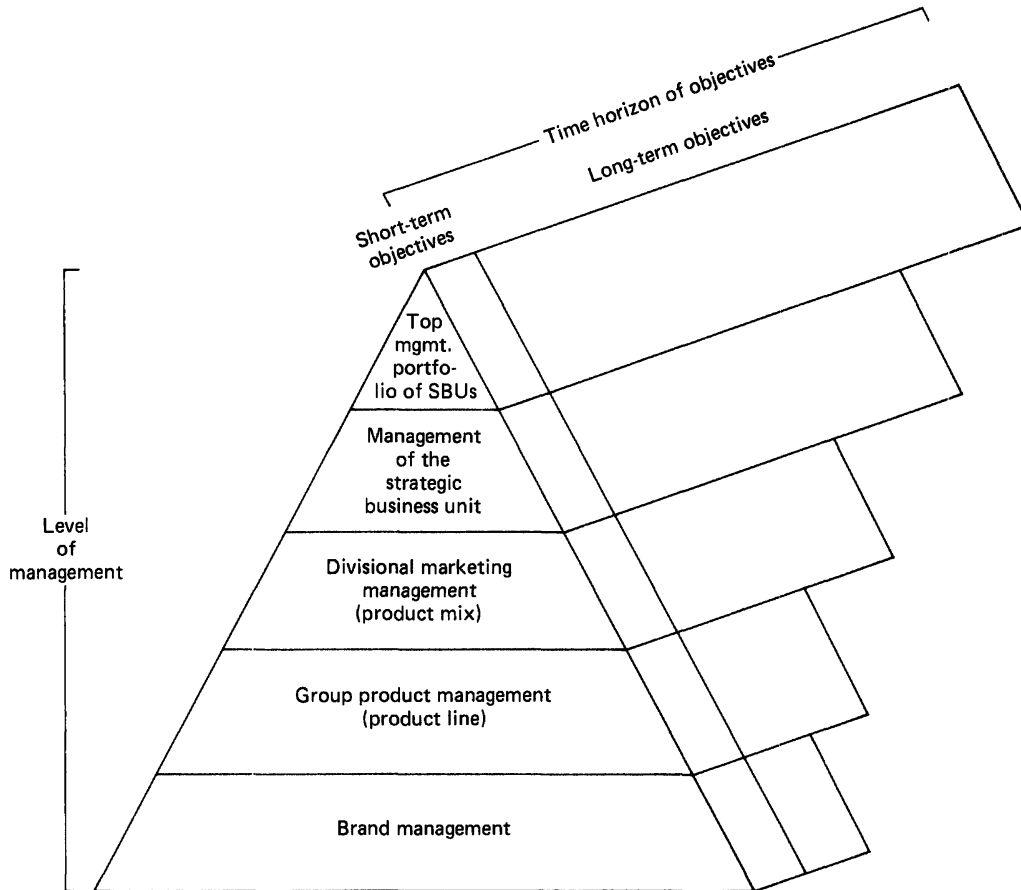 Time horizon of objectives
Long-term objectives
Short-term
objectives
Top
mgmt.
portfo-
lio of SBUs
Management
of the
strategic
business unit
Level
of
management
Divisional marketing
management
(product mix)
Group product management
(product line)
Brand management